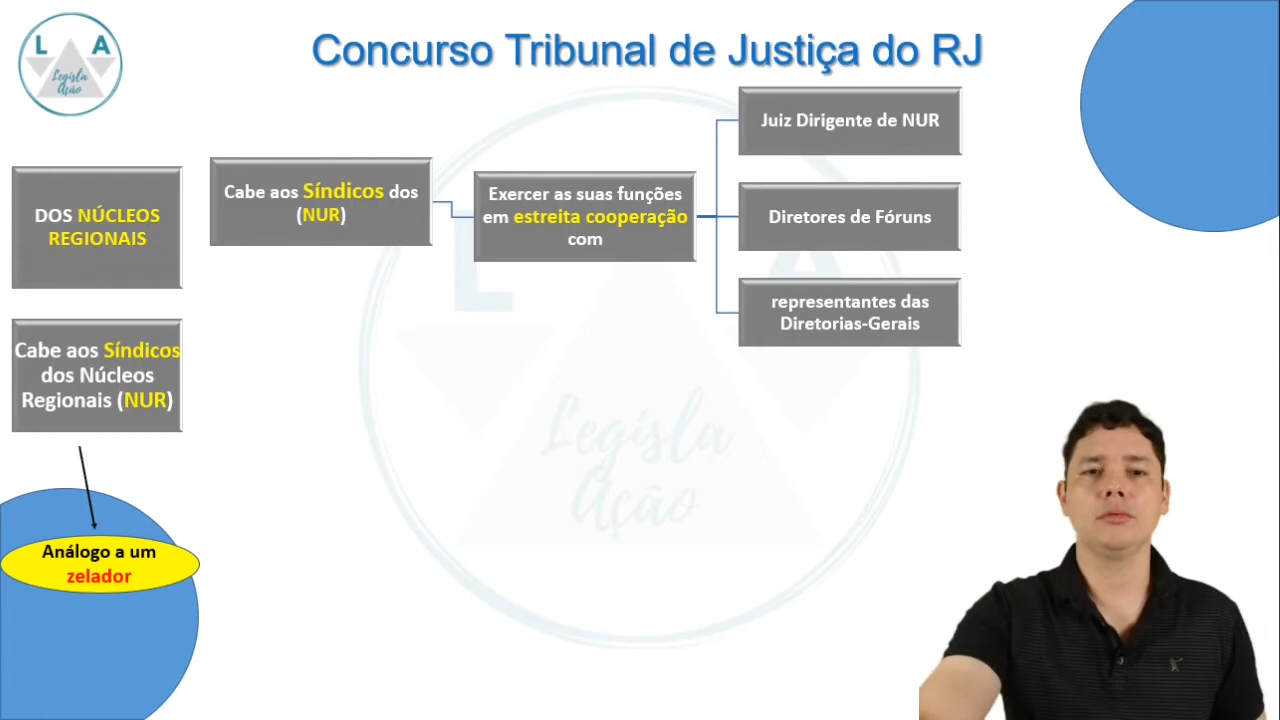 L A
Legisla
Ação
Concurso Tribunal de Justiça do RJ
DOS NÚCLEOS
REGIONAIS
Cabe aos Síndicos
dos Núcleos
Regionais (NUR)
Análogo a um
zelador
Cabe aos Síndicos dos
(NUR)
Exercer as suas funções
em estreita cooperação
com
Juiz Dirigente de NUR
Diretores de Fóruns
representantes das
Diretorias-Gerais
L A
Legisla
Ação